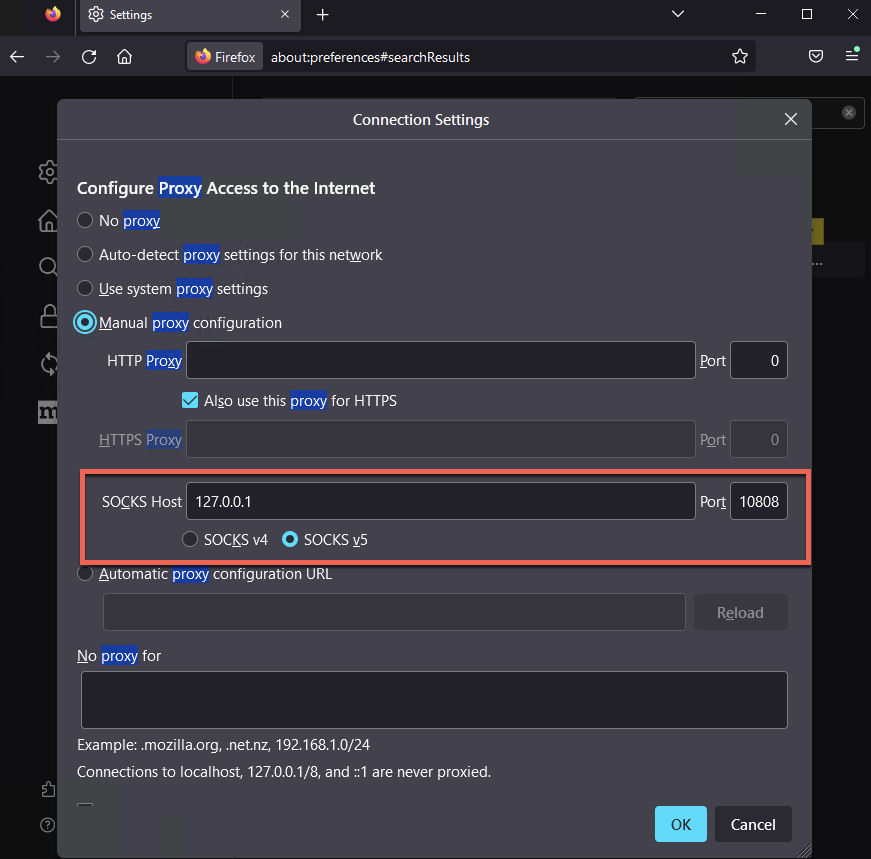 Settings
Firefox about:preferences#searchResults
Connection Settings
Configure Proxy Access to the Internet
No proxy
Auto-detect proxy settings for this network
Use system proxy settings
Manual proxy configuration
HTTP Proxy Port 0
Also use this proxy for HTTPS
HTTPS Proxy Port 0
SOCKS Host 127.0.0.1 Port 10808
SOCKS v4 SOCKS v5
Automatic proxy configuration URL
Reload
No proxy for
Example: .mozilla.org, .net.nz, 192.168.1.0/24
Connections to localhost, 127.0.0.1/8, and ::1 are never proxied.
OK Cancel